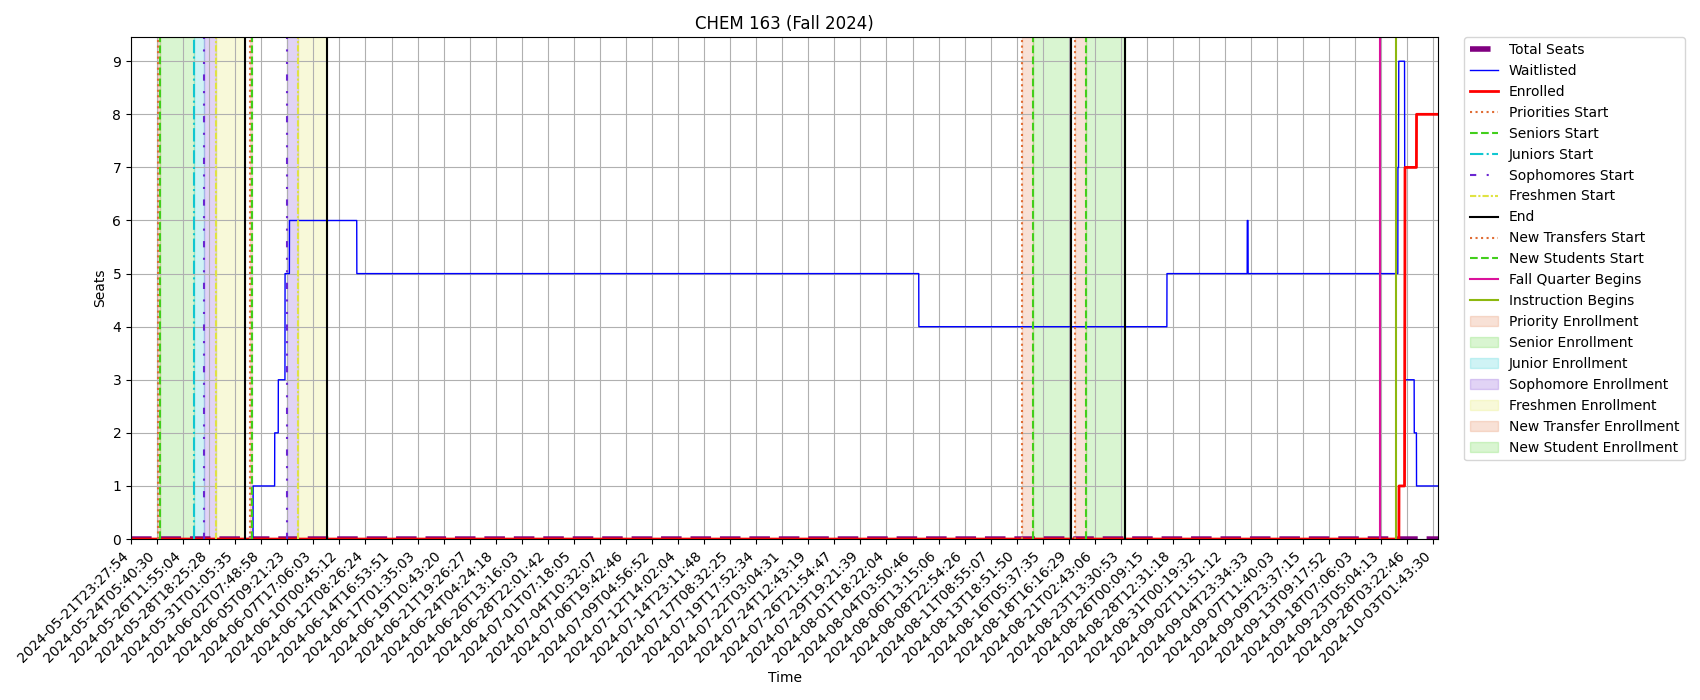 CHEM 163 (Fall 2024)
Seats
9
8
7
6
5
4
3
2
1
0
2024-05-21T23:27:54
2024-05-24T05:40:30
2024-05-26T11:55:04
2024-05-28T18:25:28
2024-05-31T01:05:35
2024-06-02T07:48:58
2024-06-05T09:21:23
2024-06-07T17:06:03
2024-06-10T00:45:12
2024-06-12T08:26:24
2024-06-14T16:53:51
2024-06-17T01:35:03
2024-06-19T10:43:20
2024-06-21T19:26:27
2024-06-24T04:24:18
2024-06-26T13:16:03
2024-06-28T22:01:42
2024-07-01T07:18:05
2024-07-04T10:32:07
2024-07-06T19:42:46
2024-07-09T04:56:52
2024-07-12T14:02:04
2024-07-14T23:11:48
2024-07-17T08:32:25
2024-07-19T17:52:34
2024-07-22T03:04:31
2024-07-24T12:43:19
2024-07-26T21:54:47
2024-07-29T19:21:39
2024-08-01T18:22:04
2024-08-04T03:50:46
2024-08-06T13:15:06
2024-08-08T22:54:26
2024-08-11T08:55:07
2024-08-13T18:51:50
2024-08-16T05:37:35
2024-08-18T16:16:29
2024-08-21T02:43:06
2024-08-23T13:30:53
2024-08-26T00:09:15
2024-08-28T12:31:18
2024-08-31T00:19:32
2024-09-02T11:51:12
2024-09-04T23:34:33
2024-09-07T11:40:03
2024-09-09T23:37:15
2024-09-13T09:17:52
2024-09-18T07:06:03
2024-09-23T05:04:13
2024-09-28T03:22:46
2024-10-03T01:43:30
Time
Total Seats
Waitlisted
Enrolled
Priorities Start
Seniors Start
Juniors Start
Sophomores Start
Freshmen Start
End
New Transfers Start
New Students Start
Fall Quarter Begins
Instruction Begins
Priority Enrollment
Senior Enrollment
Junior Enrollment
Sophomore Enrollment
Freshmen Enrollment
New Transfer Enrollment
New Student Enrollment